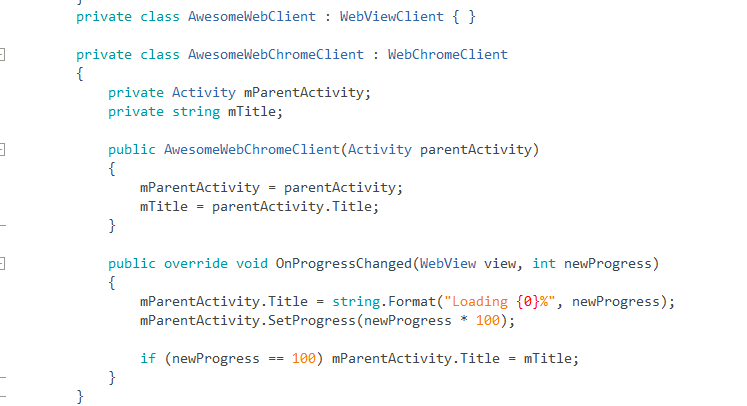 }
private class AwesomeWebClient : WebViewClient { }
private class AwesomeWebChromeClient : WebChromeClient
{
private Activity mParentActivity;
private string mTitle;
public AwesomeWebChromeClient(Activity parentActivity)
{
mParentActivity = parentActivity;
mTitle = parentActivity.Title;
}
public override void OnProgressChanged(WebView view, int newProgress)
{
mParentActivity.Title = string.Format("Loading {0}%", newProgress);
mParentActivity.SetProgress(newProgress * 100);
if (newProgress == 100) mParentActivity.Title = mTitle;
}
}